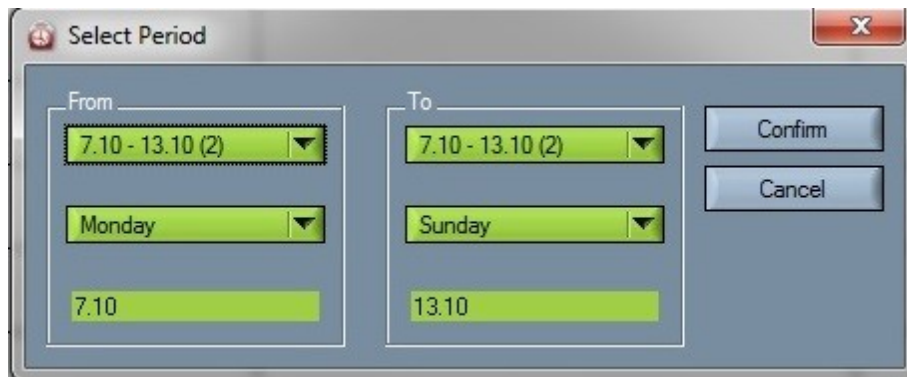 Select Period
From
7.10 - 13.10 (2)
Monday
7.10
To
7.10 - 13.10 (2)
Sunday
13.10
Confirm
Cancel